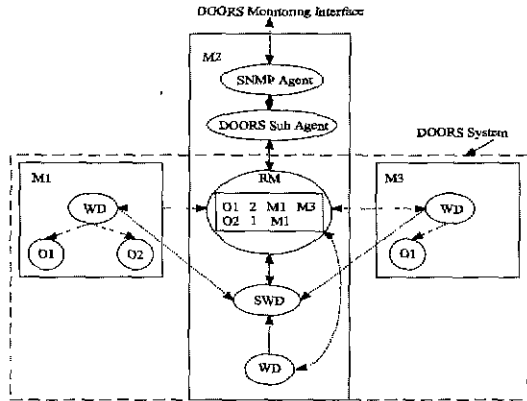 DOORS Monitoring Interface
M2
SNMP Agent
DOORS Sub Agent
DOORS System
M1
RM
M3
WD
O1 2 M1 M3
O2 1 M1
WD
O1
O2
O1
SWD
WD